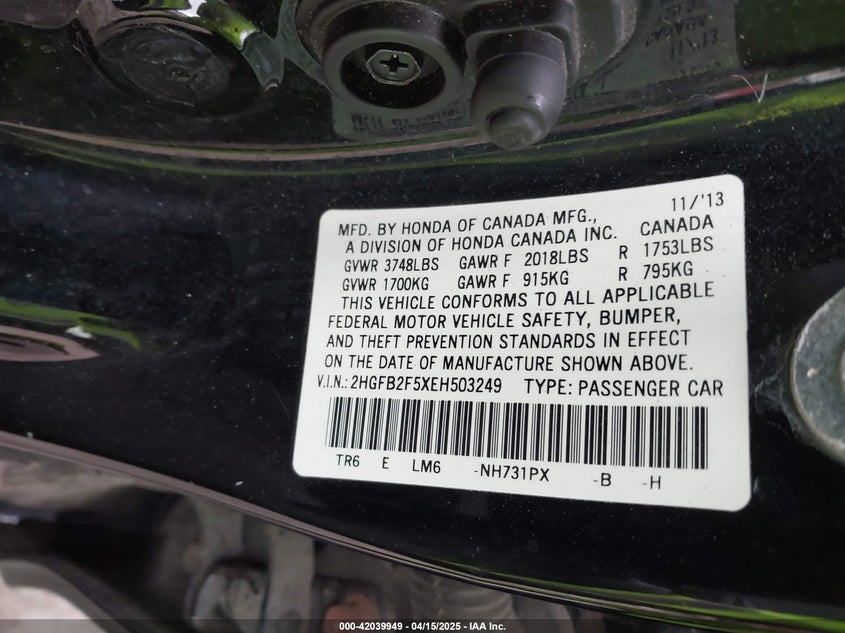 11/'13
MFD. BY HONDA OF CANADA MFG., CANADA
A DIVISION OF HONDA CANADA INC.
GVWR 3748LBS GAWR F 2018LBS R 1753LBS
GVWR 1700KG GAWR F 915KG R 795KG
THIS VEHICLE CONFORMS TO ALL APPLICABLE
FEDERAL MOTOR VEHICLE SAFETY, BUMPER,
AND THEFT PREVENTION STANDARDS IN EFFECT
ON THE DATE OF MANUFACTURE SHOWN ABOVE.
V.I.N.: 2HGFB2F5XEH503249 TYPE: PASSENGER CAR
TR6 E LM6 -NH731PX -B -H
000-42039949 - 04/15/2025 - IAA Inc.